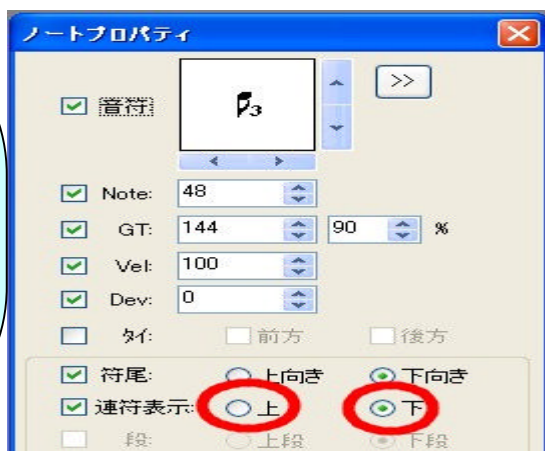 ノートプロパティ
音符 3 >>
Note: 48
GT: 144 90 %
Vel: 100
Dev: 0
タイ: 前方 後方
符尾: 上向き 下向き
連符表示: 上 下
段: 上段 下段